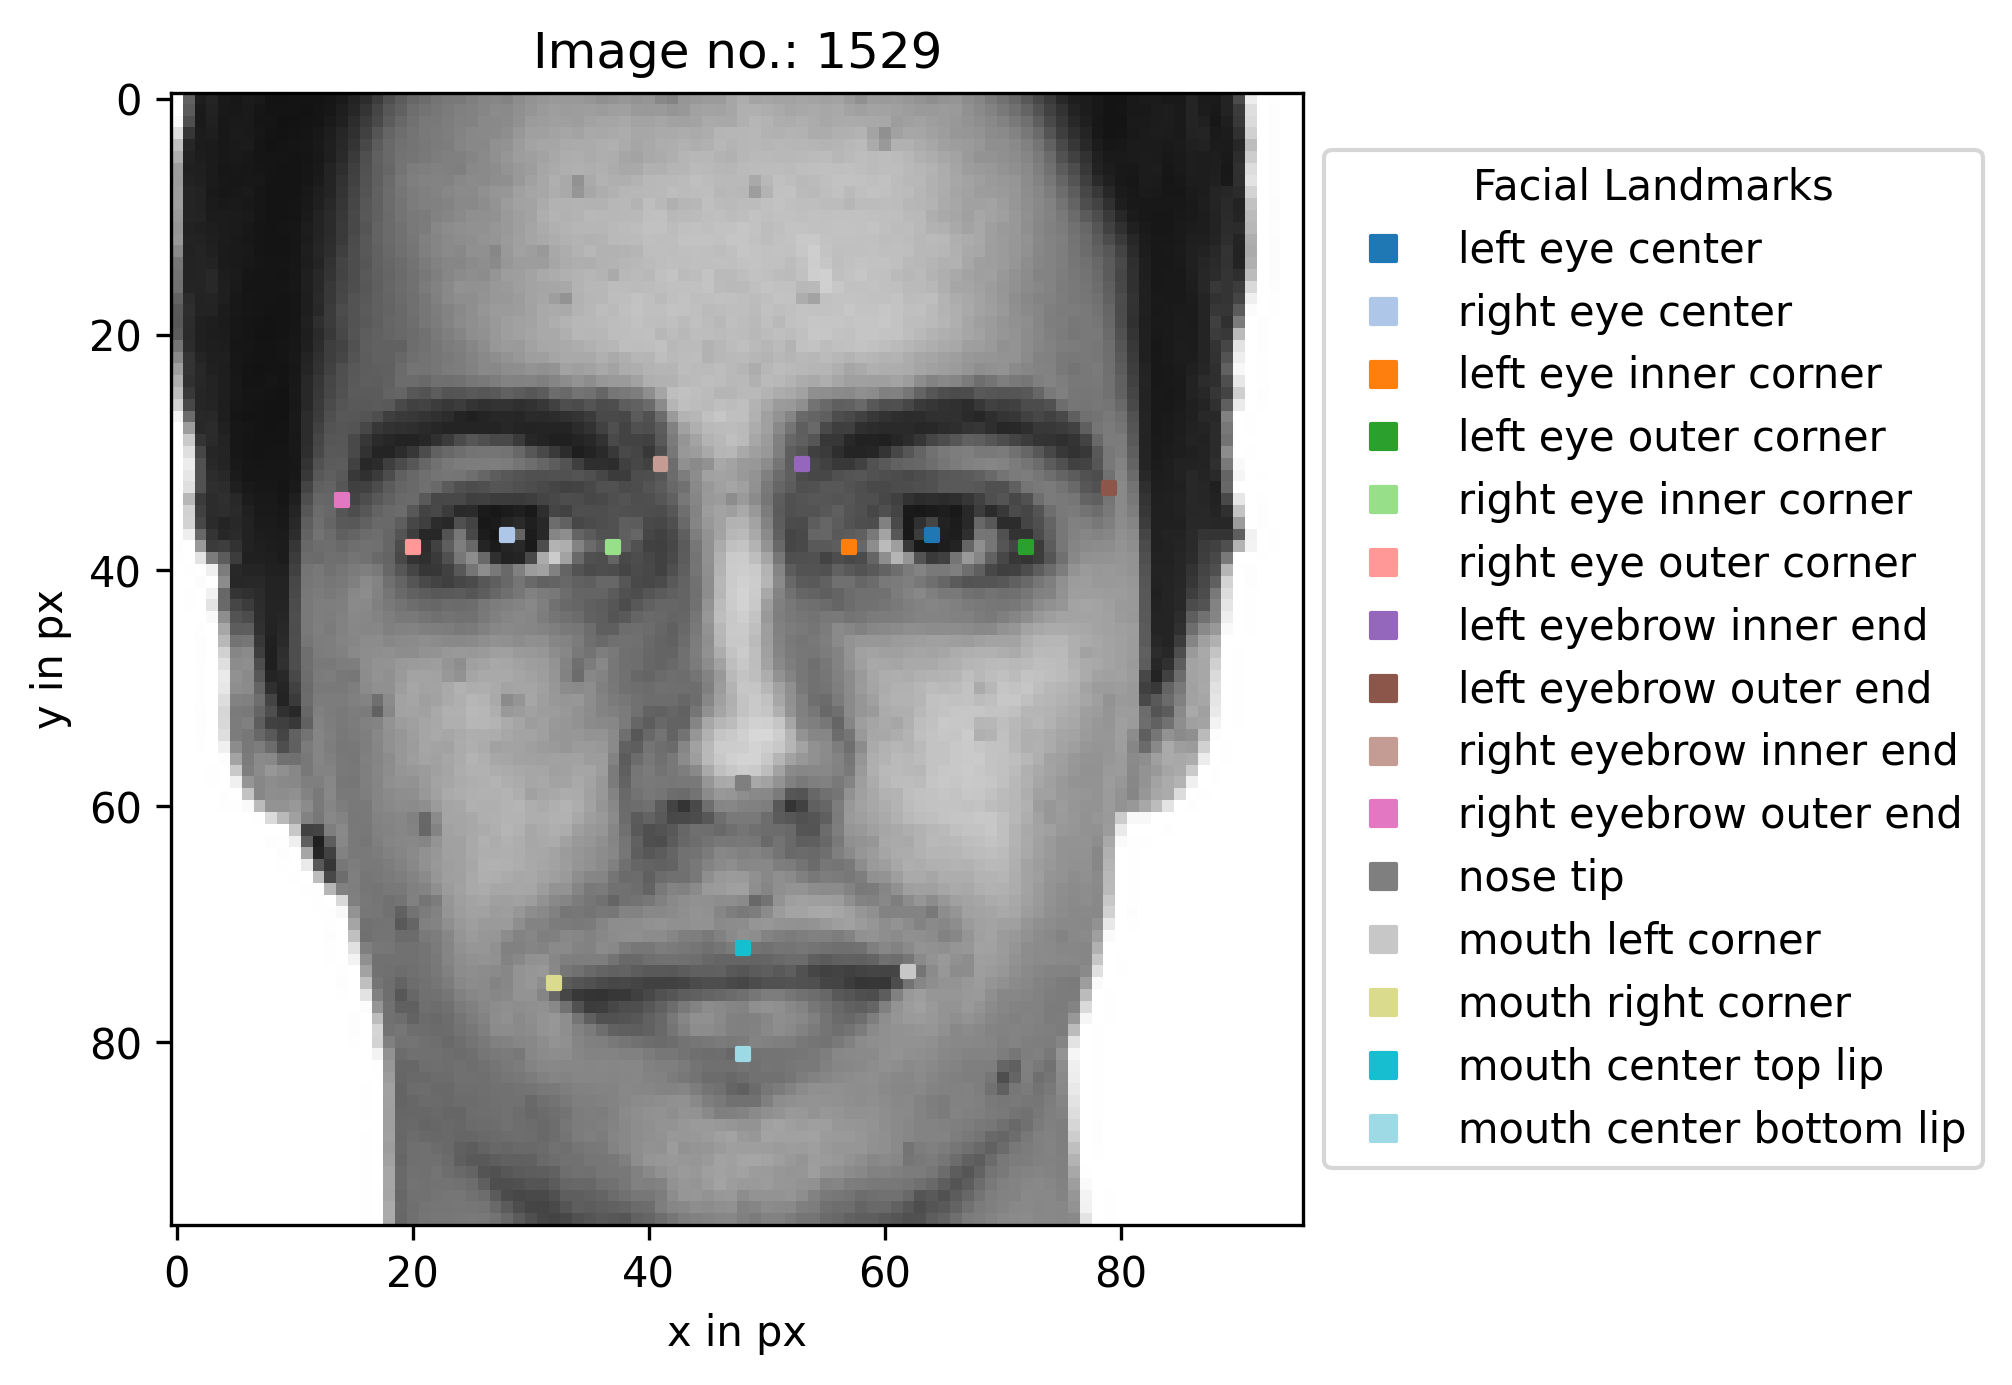 Image no.: 1529
0
20
40
60
80
y in px
0 20 40 60 80
x in px
Facial Landmarks
left eye center
right eye center
left eye inner corner
left eye outer corner
right eye inner corner
right eye outer corner
left eyebrow inner end
left eyebrow outer end
right eyebrow inner end
right eyebrow outer end
nose tip
mouth left corner
mouth right corner
mouth center top lip
mouth center bottom lip